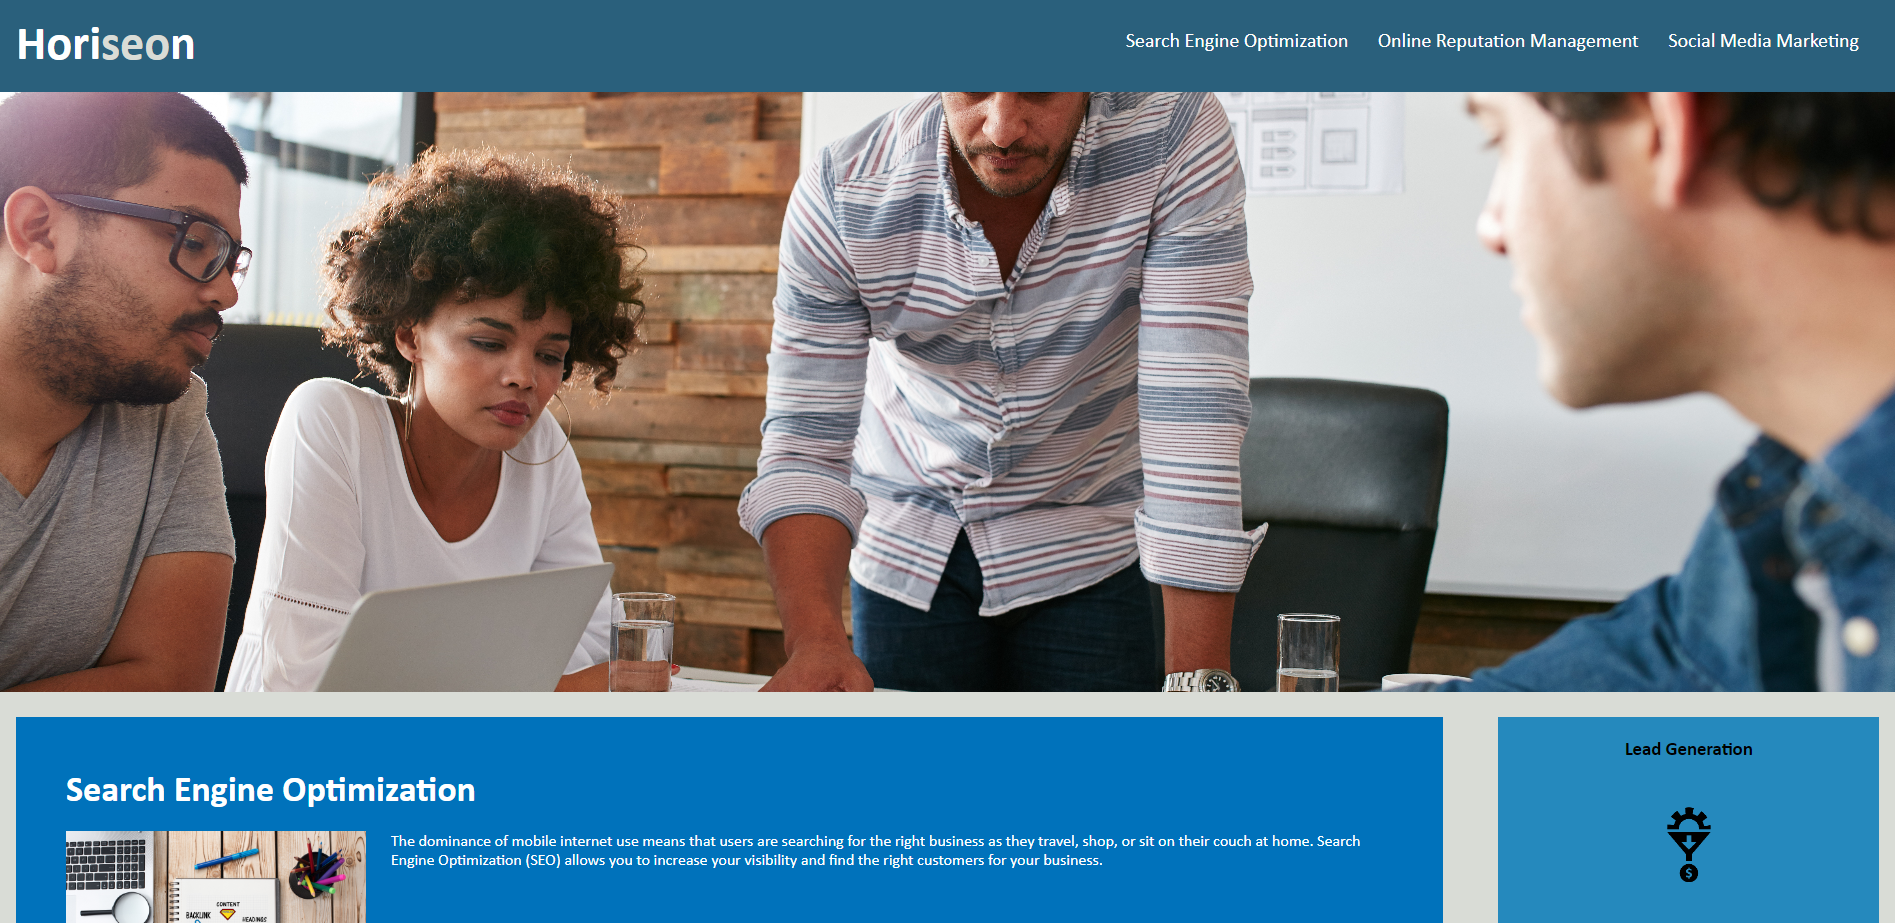 Horiseon
Search Engine Optimization
Online Reputation Management
Social Media Marketing
Search Engine Optimization
The dominance of mobile internet use means that users are searching for the right business as they travel, shop, or sit on their couch at home. Search
Engine Optimization (SEO) allows you to increase your visibility and find the right customers for your business.
CONTENT
BACKLINK
HEADINGS
Lead Generation
$